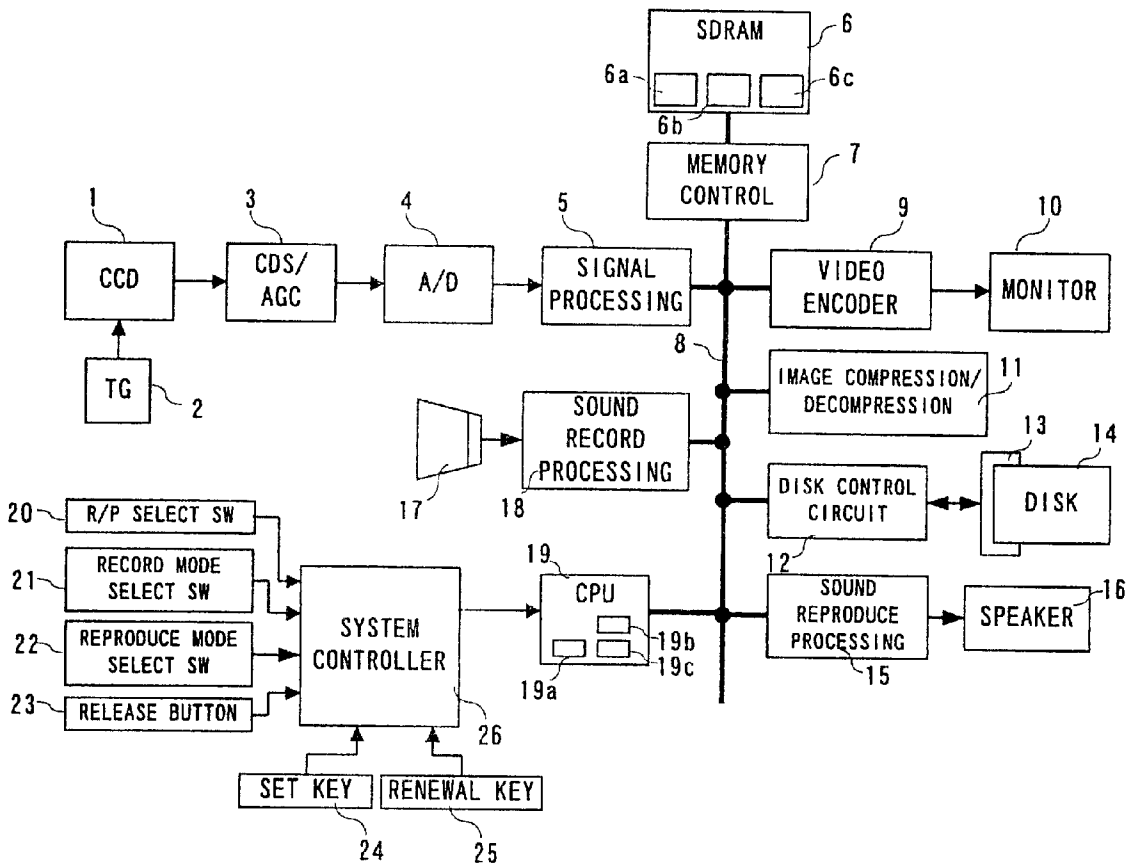 SDRAM
6
6a
6b
6c
MEMORY
CONTROL
7
1
CCD
3
CDS/
AGC
4
A/D
5
SIGNAL
PROCESSING
9
VIDEO
ENCODER
10
MONITOR
8
TG
2
IMAGE COMPRESSION/
DECOMPRESSION
11
17
SOUND
RECORD
PROCESSING
18
13
14
DISK CONTROL
CIRCUIT
12
DISK
20
R/P SELECT SW
21
RECORD MODE
SELECT SW
22
REPRODUCE MODE
SELECT SW
23
RELEASE BUTTON
SYSTEM
CONTROLLER
26
19
CPU
19b
19a
19c
SOUND
REPRODUCE
PROCESSING
15
SPEAKER
16
SET KEY
24
RENEWAL KEY
25